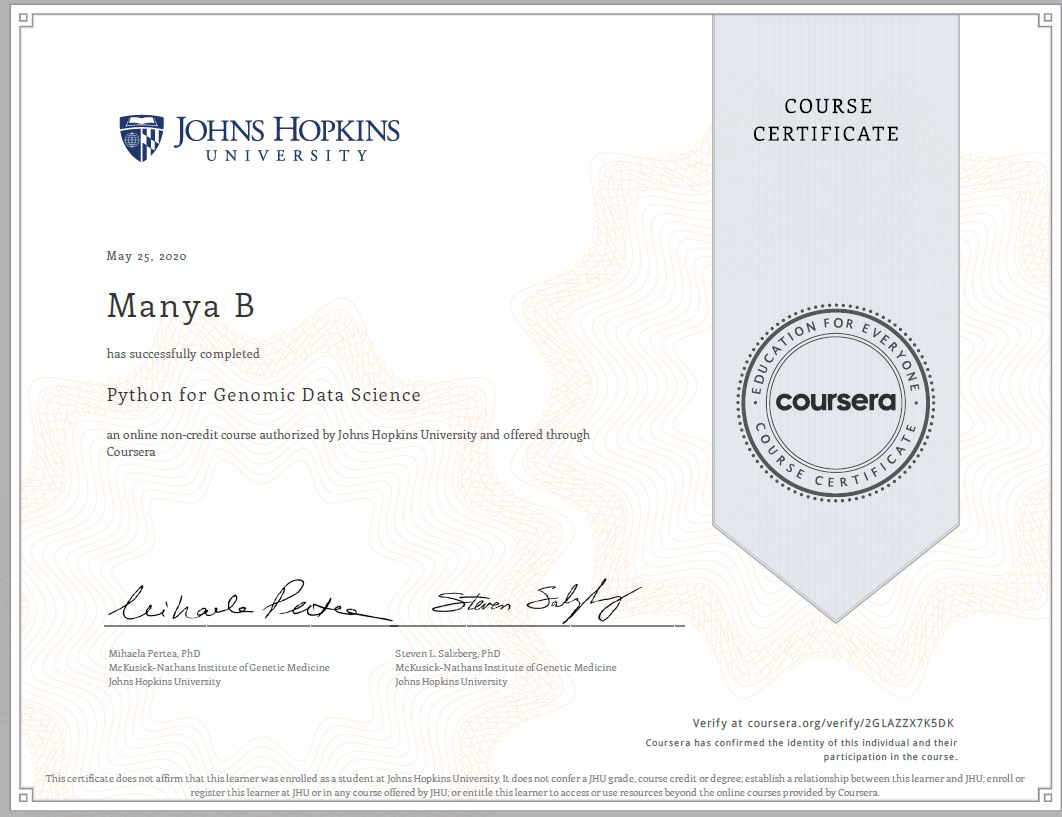 JOHNS HOPKINS
UNIVERSITY
COURSE
CERTIFICATE
May 25, 2020
Manya B
has successfully completed
Python for Genomic Data Science
an online non-credit course authorized by Johns Hopkins University and offered through
Coursera
EDUCATION FOR EVERYONE
coursera
COURSE CERTIFICATE
Mihaela Pertea
Steven Salzberg
Mihaela Pertea, PhD
McKusick-Nathans Institute of Genetic Medicine
Johns Hopkins University
Steven L. Salzberg, PhD
McKusick-Nathans Institute of Genetic Medicine
Johns Hopkins University
Verify at coursera.org/verify/2GLAZZX7K5DK
Coursera has confirmed the identity of this individual and their
participation in the course.
This certificate does not affirm that this learner was enrolled as a student at Johns Hopkins University. It does not confer a JHU grade, course credit or degree; establish a relationship between this learner and JHU; enroll or
register this learner at JHU or in any course offered by JHU; or entitle this learner to access or use resources beyond the online courses provided by Coursera.